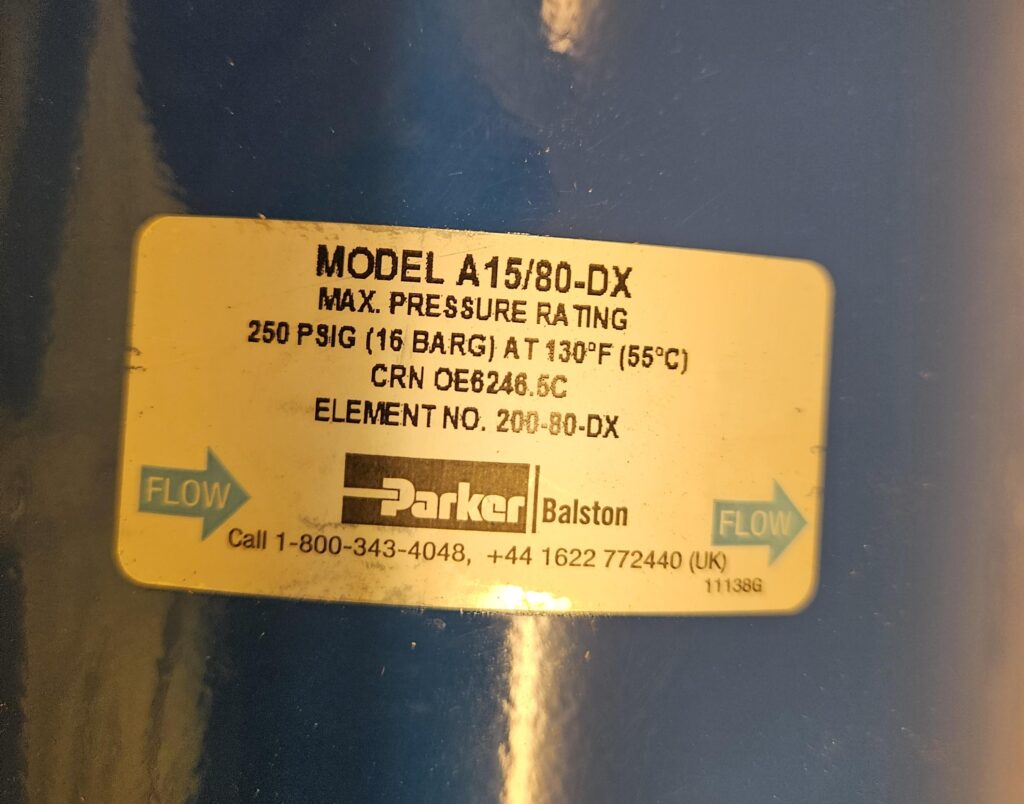 MODEL A15/80-DX
MAX. PRESSURE RATING
250 PSIG (16 BARG) AT 130°F (55°C)
CRN OE6246.5C
ELEMENT NO. 200-80-DX
FLOW
Parker Balston
FLOW
Call 1-800-343-4048, +44 1622 772440 (UK)
11138G